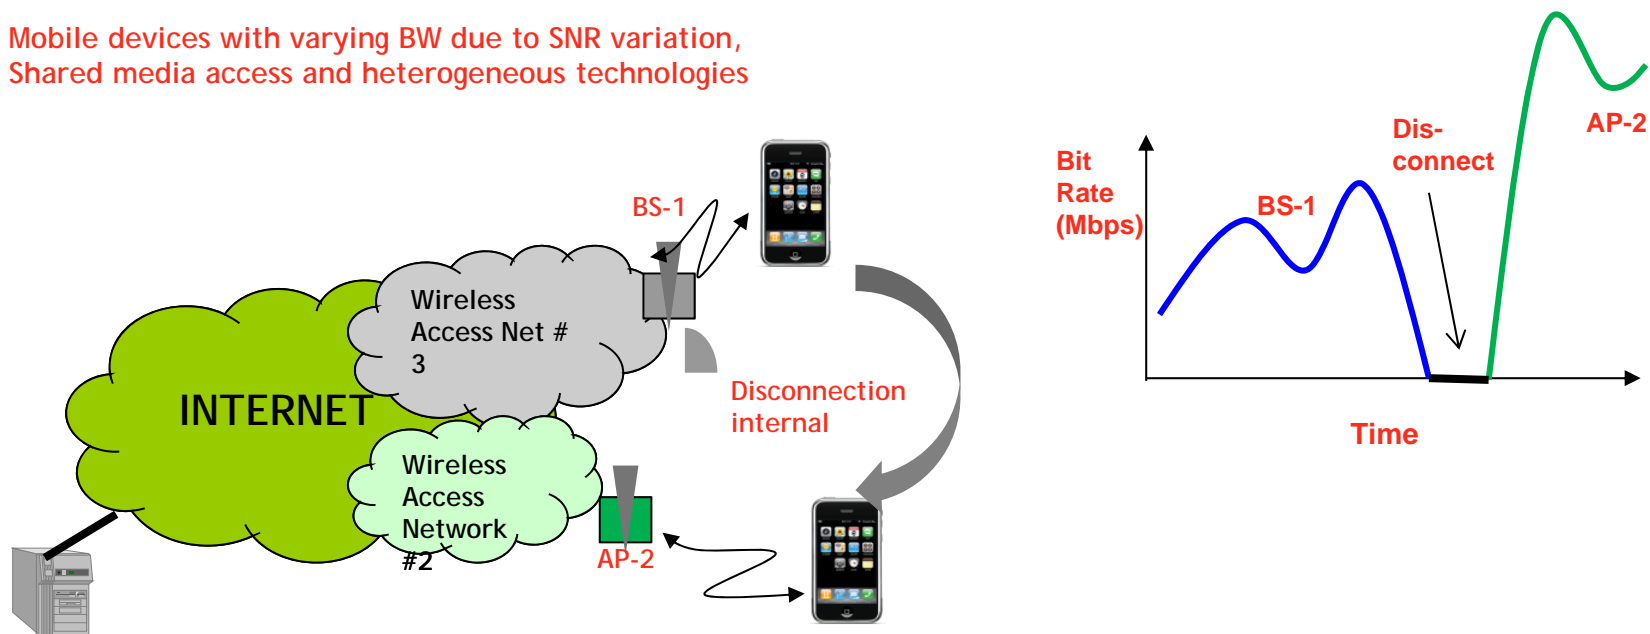 Mobile devices with varying BW due to SNR variation,
Shared media access and heterogeneous technologies
BS-1
Wireless
Access Net #
3
INTERNET
Disconnection
internal
Wireless
Access
Network
#2
AP-2
Bit
Rate
(Mbps)
BS-1
Dis-
connect
AP-2
Time